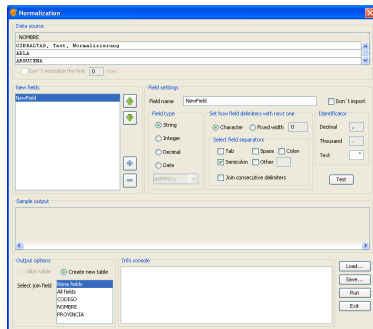 Normalization
Data source
NOMBRE
GIBRALTAR, Test, Normalisierung
ABLA
ABRUCENA
Don´t normalise the first 0 rows
New fields
NewField
Field settings
Field name NewField Don´t import
Field type
String
Integer
Decimal
Date
Set how field delimiters with next one
Character Fixed width 0
Select field separators
Tab Space Colon
Semicolon Other
Join consecutive delimiters
Identificator
Decimal ,
Thousand .
Text "
Test
Sample output
Output options
Alter table Create new table
Select join field
None fields
All fields
CODIGO
NOMBRE
PROVINCIA
Info console
Load...
Save...
Run
Exit